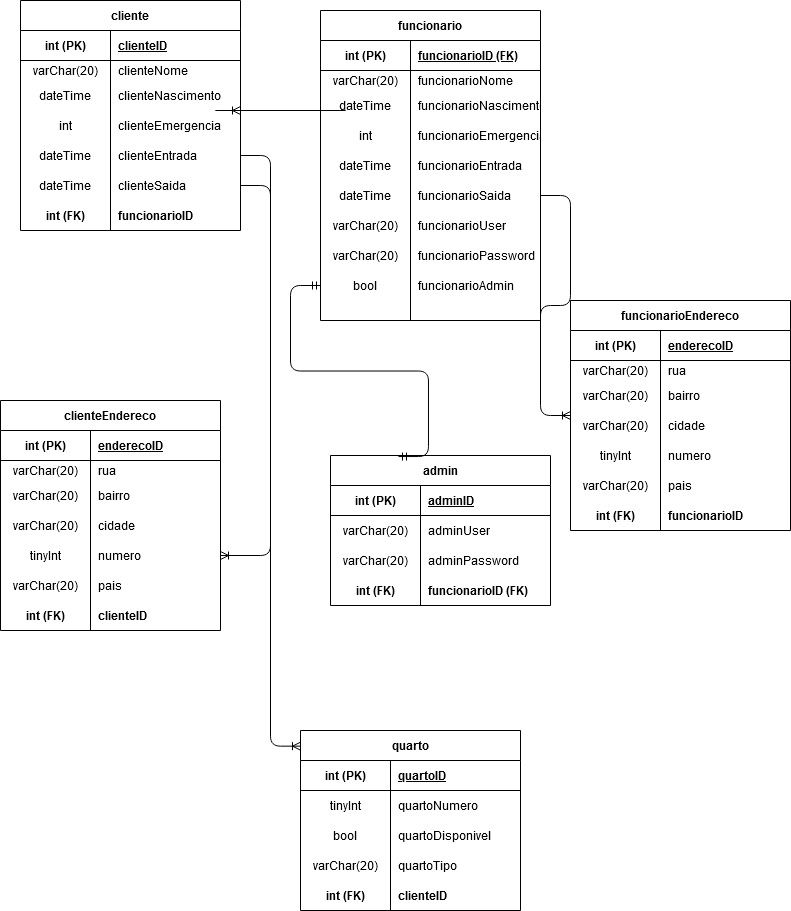 cliente
int (PK) clienteID
varChar(20) clienteNome
dateTime clienteNascimento
int clienteEmergencia
dateTime clienteEntrada
dateTime clienteSaida
int (FK) funcionarioID
funcionario
int (PK) funcionarioID (FK)
varChar(20) funcionarioNome
dateTime funcionarioNasciment
int funcionarioEmergenci
dateTime funcionarioEntrada
dateTime funcionarioSaida
varChar(20) funcionarioUser
varChar(20) funcionarioPassword
bool funcionarioAdmin
funcionarioEndereco
int (PK) enderecoID
varChar(20) rua
varChar(20) bairro
varChar(20) cidade
tinyInt numero
varChar(20) pais
int (FK) funcionarioID
clienteEndereco
int (PK) enderecoID
varChar(20) rua
varChar(20) bairro
varChar(20) cidade
tinyInt numero
varChar(20) pais
int (FK) clienteID
admin
int (PK) adminID
varChar(20) adminUser
varChar(20) adminPassword
int (FK) funcionarioID (FK)
quarto
int (PK) quartoID
tinyInt quartoNumero
bool quartoDisponivel
varChar(20) quartoTipo
int (FK) clienteID